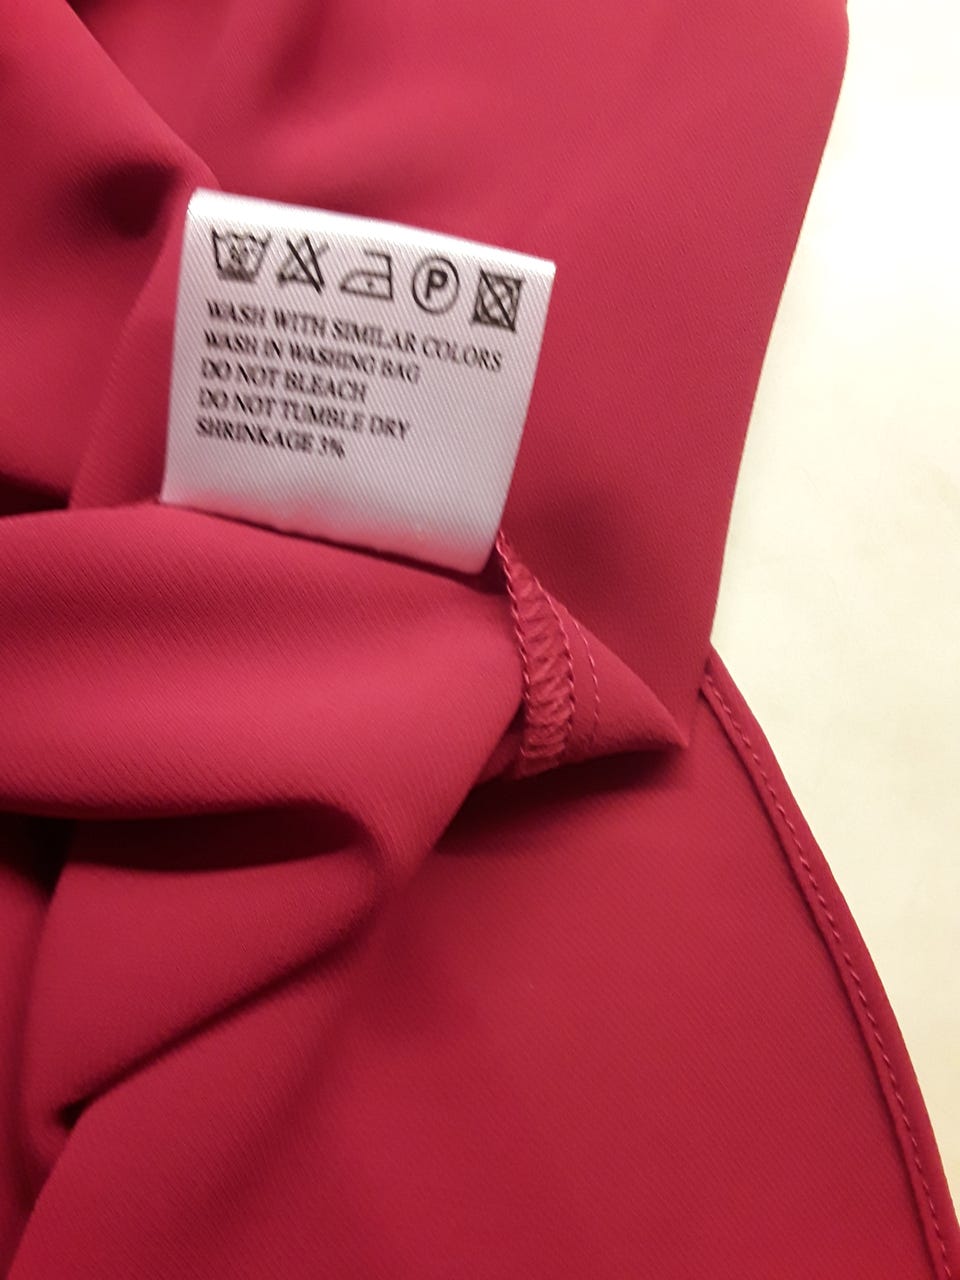 P
WASH WITH SIMILAR COLORS
WASH IN WASHING BAG
DO NOT BLEACH
DO NOT TUMBLE DRY
SHRINKAGE 3%